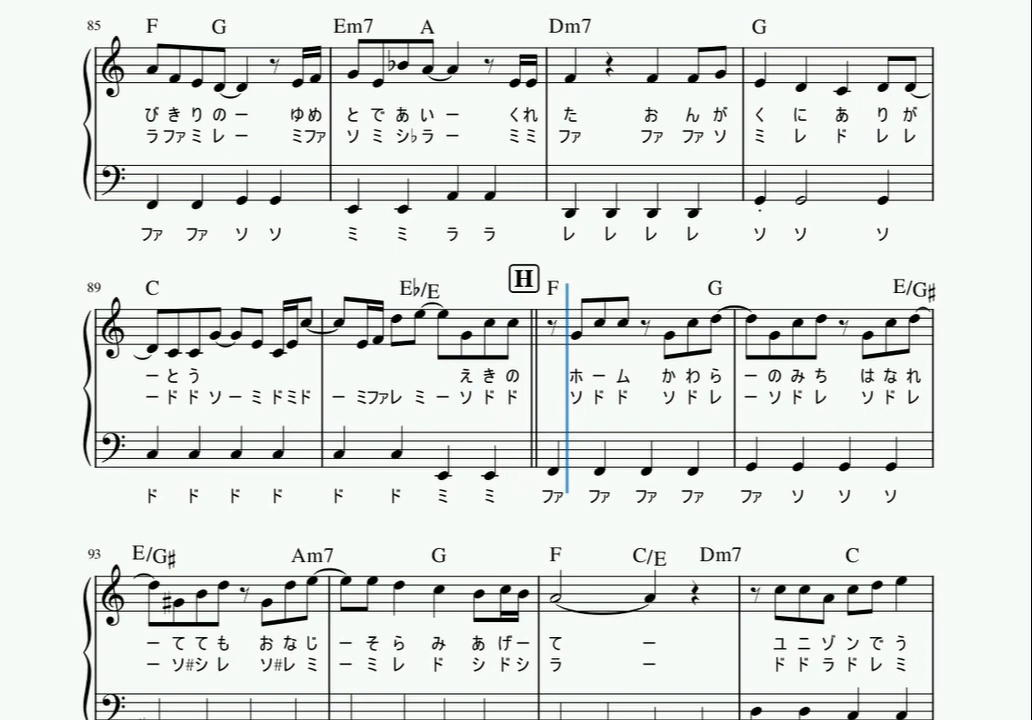 85 F G Em7 A Dm7 G
びきりのー ゆめ とであいー くれ た おんが くにありが
ラファミレー ミファ ソミシ♭ラー ミミ ファ ファファソ ミレドレレ
ファ ファ ソ ソ ミ ミ ラ ラ レ レ レ レ ソ ソ ソ
H
89 C E♭/E F G E/G#
ーとう えきの ホーム かわら ーのみち はなれ
ードドソーミドミド ーミファレミーソドド ソドド ソドレ ーソドレ ソドレ
ド ド ド ド ド ド ミ ミ ファ ファ ファ ファ ファ ソ ソ ソ
93 E/G# Am7 G F C/E Dm7 C
ーてても おなじ ーそらみあげー て ー ユニゾンでう
ーソ#シレ ソ#レミ ーミレドシドシ ラ ー ドドラドレミ